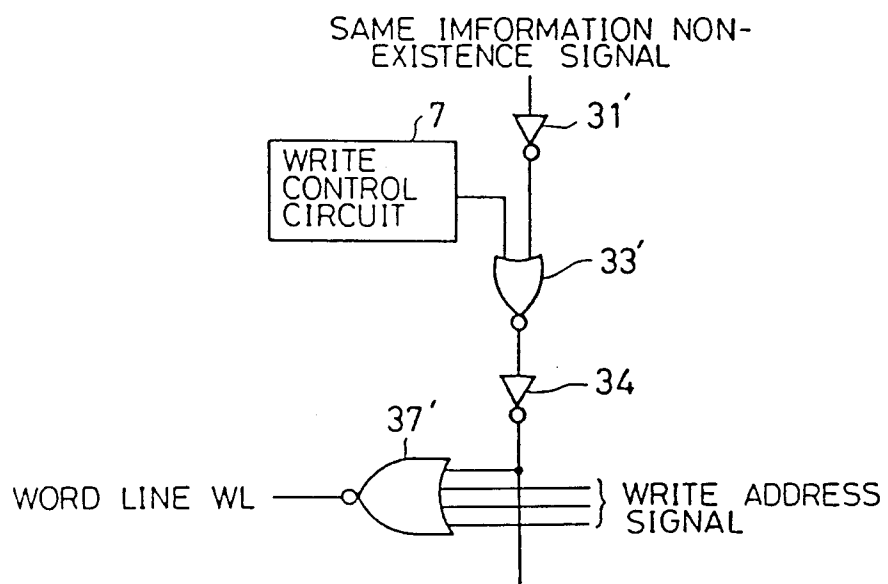 SAME IMFORMATION NON-
EXISTENCE SIGNAL
31'
7
WRITE
CONTROL
CIRCUIT
33'
34
37'
WORD LINE WL
WRITE ADDRESS
SIGNAL